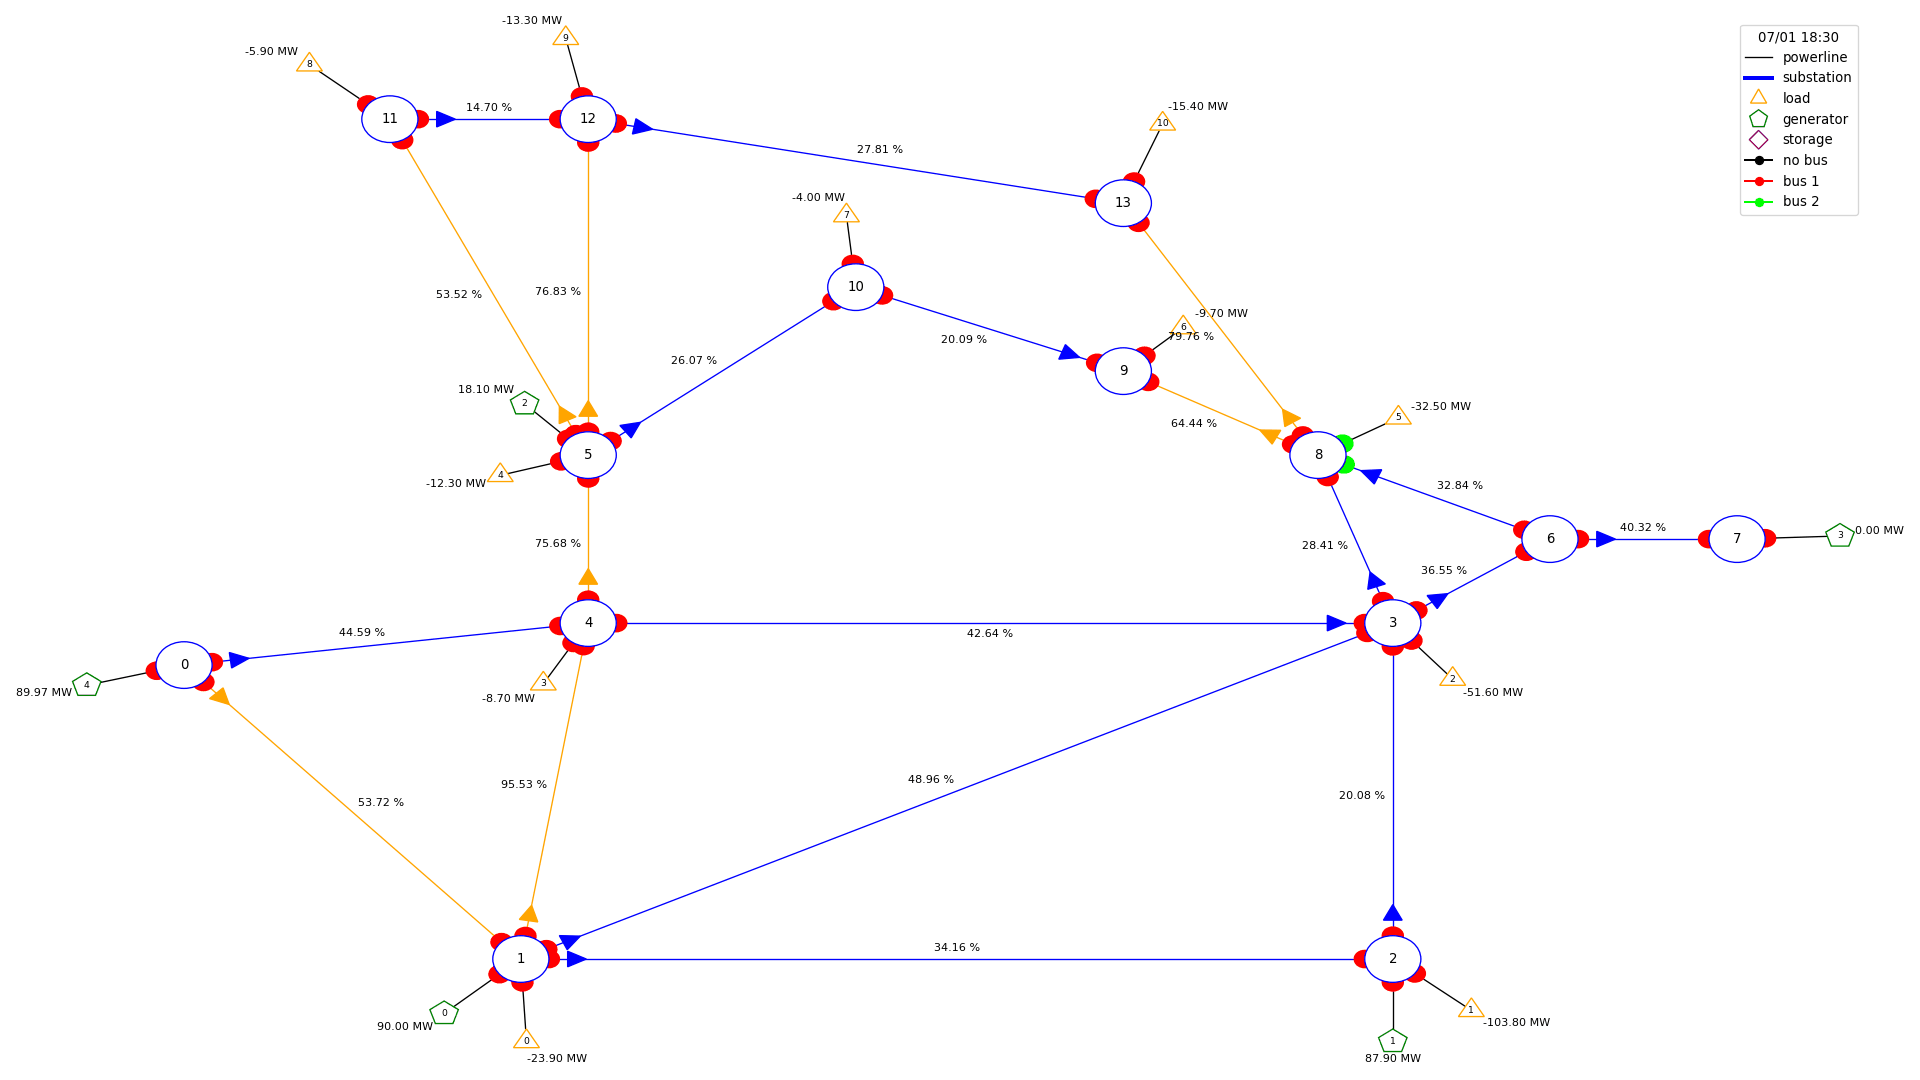 -13.30 MW
9
-5.90 MW
8
07/01 18:30
powerline
substation
load
generator
storage
no bus
bus 1
bus 2
11
14.70 %
12
27.81 %
-15.40 MW
10
13
-4.00 MW
7
10
53.52 %
76.83 %
-9.70 MW
6
79.76 %
20.09 %
26.07 %
9
18.10 MW
2
-32.50 MW
5
64.44 %
5
8
4
-12.30 MW
32.84 %
40.32 %
75.68 %
28.41 %
6
7
3
0.00 MW
36.55 %
44.59 %
4
42.64 %
3
0
4
89.97 MW
3
-8.70 MW
2
-51.60 MW
95.53 %
48.96 %
53.72 %
20.08 %
34.16 %
1
2
0
90.00 MW
0
-23.90 MW
1
-103.80 MW
1
87.90 MW